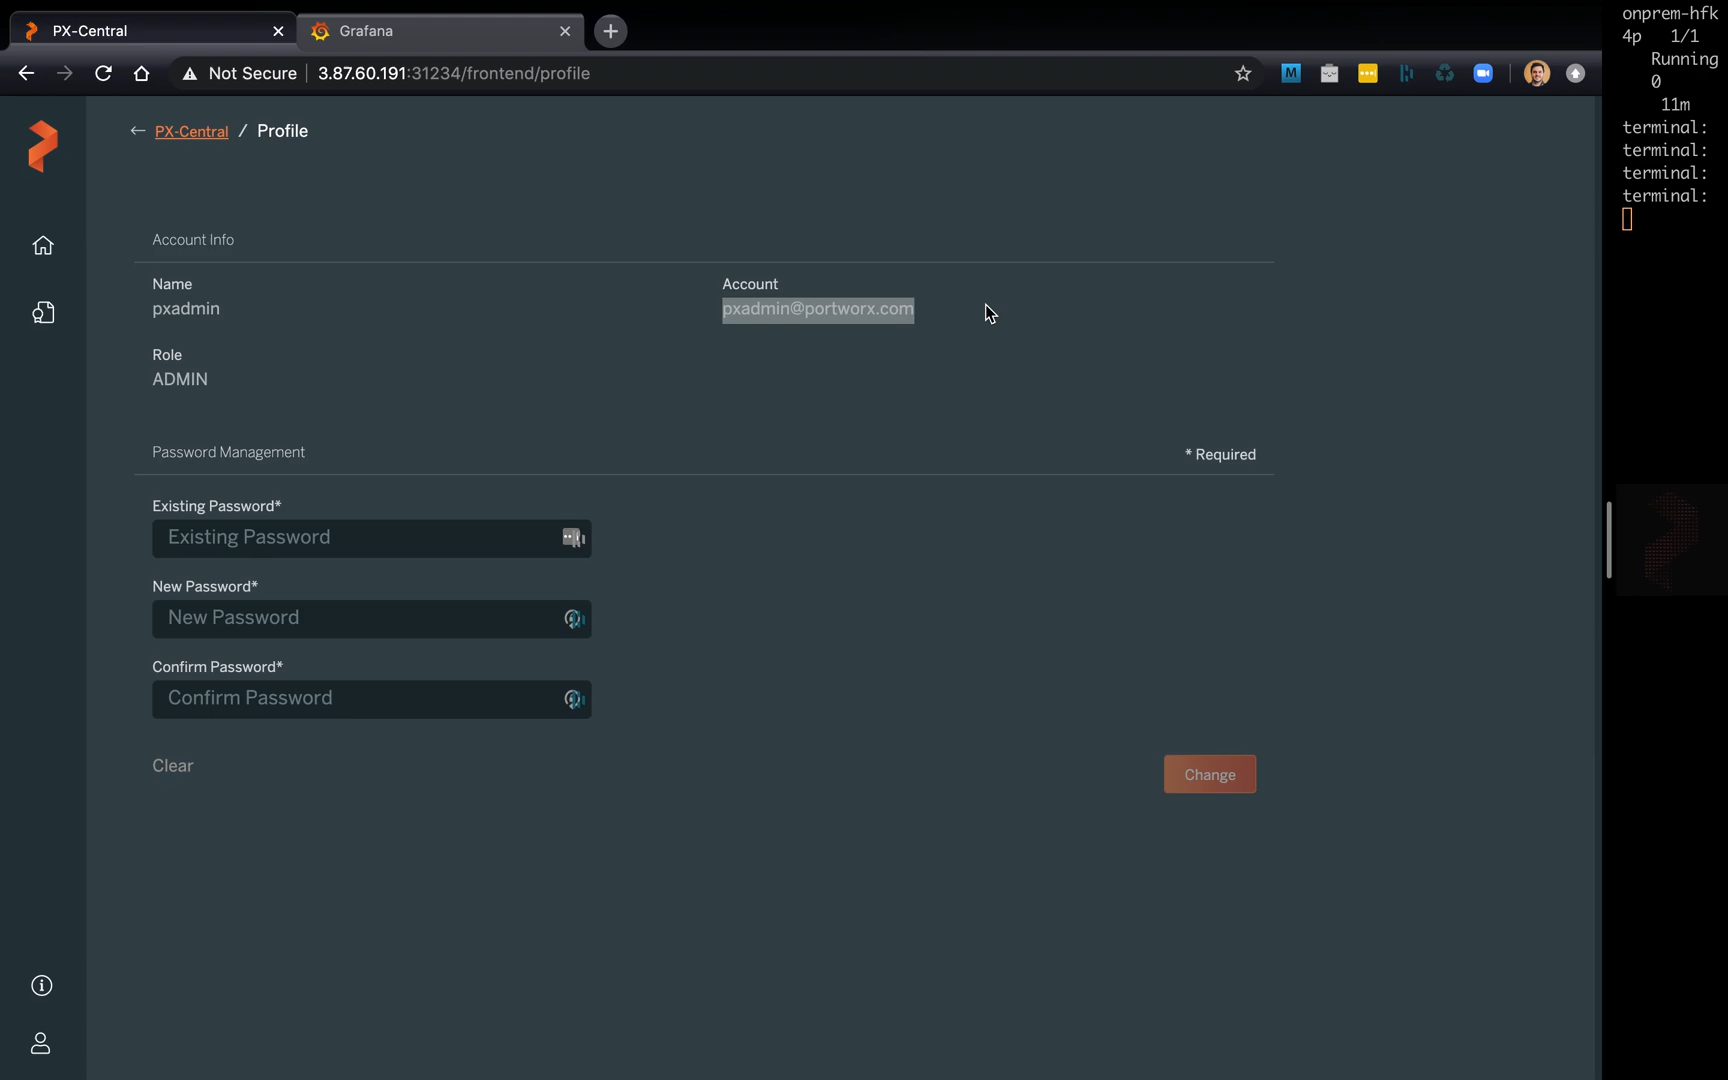 PX-Central
Grafana
Not Secure
3.87.60.191:31234/frontend/profile
M
PX-Central / Profile
Account Info
Name
pxadmin
Account
pxadmin@portworx.com
Role
ADMIN
Password Management
* Required
Existing Password*
Existing Password
New Password*
New Password
Confirm Password*
Confirm Password
Clear
Change
onprem-hfk
4p 1/1
Running
0
11m
terminal:
terminal:
terminal:
terminal: